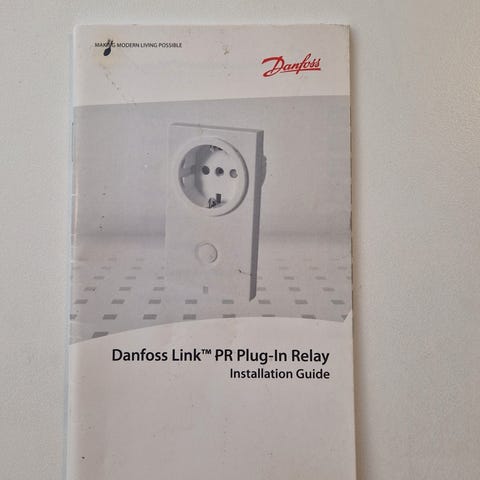 MAKING MODERN LIVING POSSIBLE
Danfoss
Danfoss Link™ PR Plug-In Relay
Installation Guide